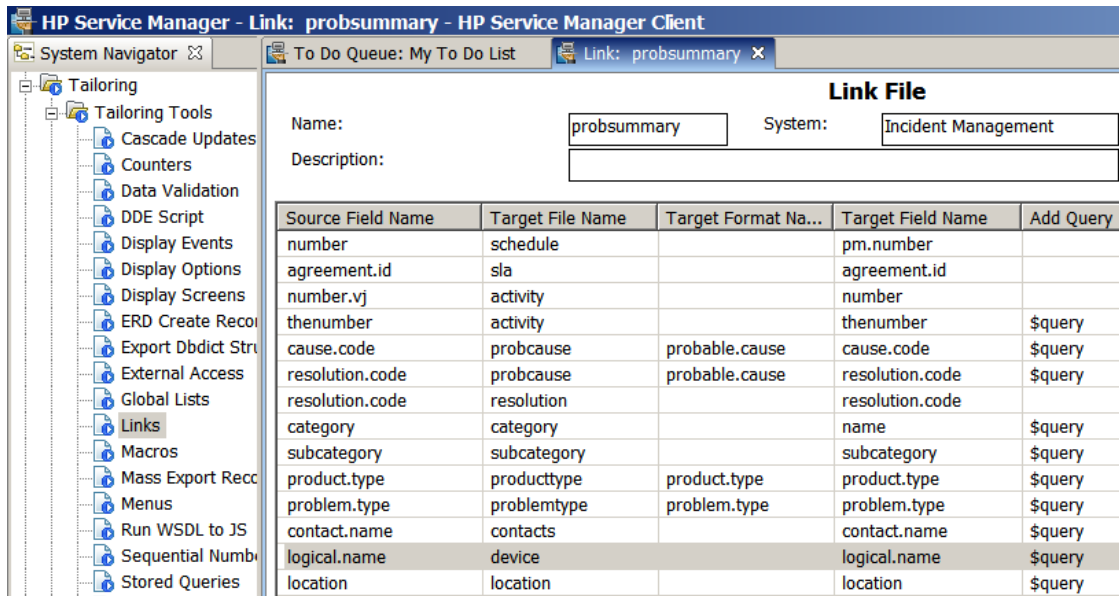 HP Service Manager - Link: probsummary - HP Service Manager Client
System Navigator
To Do Queue: My To Do List
Link: probsummary
Tailoring
Tailoring Tools
Cascade Updates
Counters
Data Validation
DDE Script
Display Events
Display Options
Display Screens
ERD Create Recor
Export Dbdict Stru
External Access
Global Lists
Links
Macros
Mass Export Reco
Menus
Run WSDL to JS
Sequential Numbe
Stored Queries
Link File
Name: probsummary System: Incident Management
Description:
Source Field Name Target File Name Target Format Na... Target Field Name Add Query
number schedule pm.number
agreement.id sla agreement.id
number.vj activity number
thenumber activity thenumber $query
cause.code probcause probable.cause cause.code $query
resolution.code probcause probable.cause resolution.code $query
resolution.code resolution resolution.code
category category name $query
subcategory subcategory subcategory $query
product.type producttype product.type product.type $query
problem.type problemtype problem.type problem.type $query
contact.name contacts contact.name $query
logical.name device logical.name $query
location location location $query